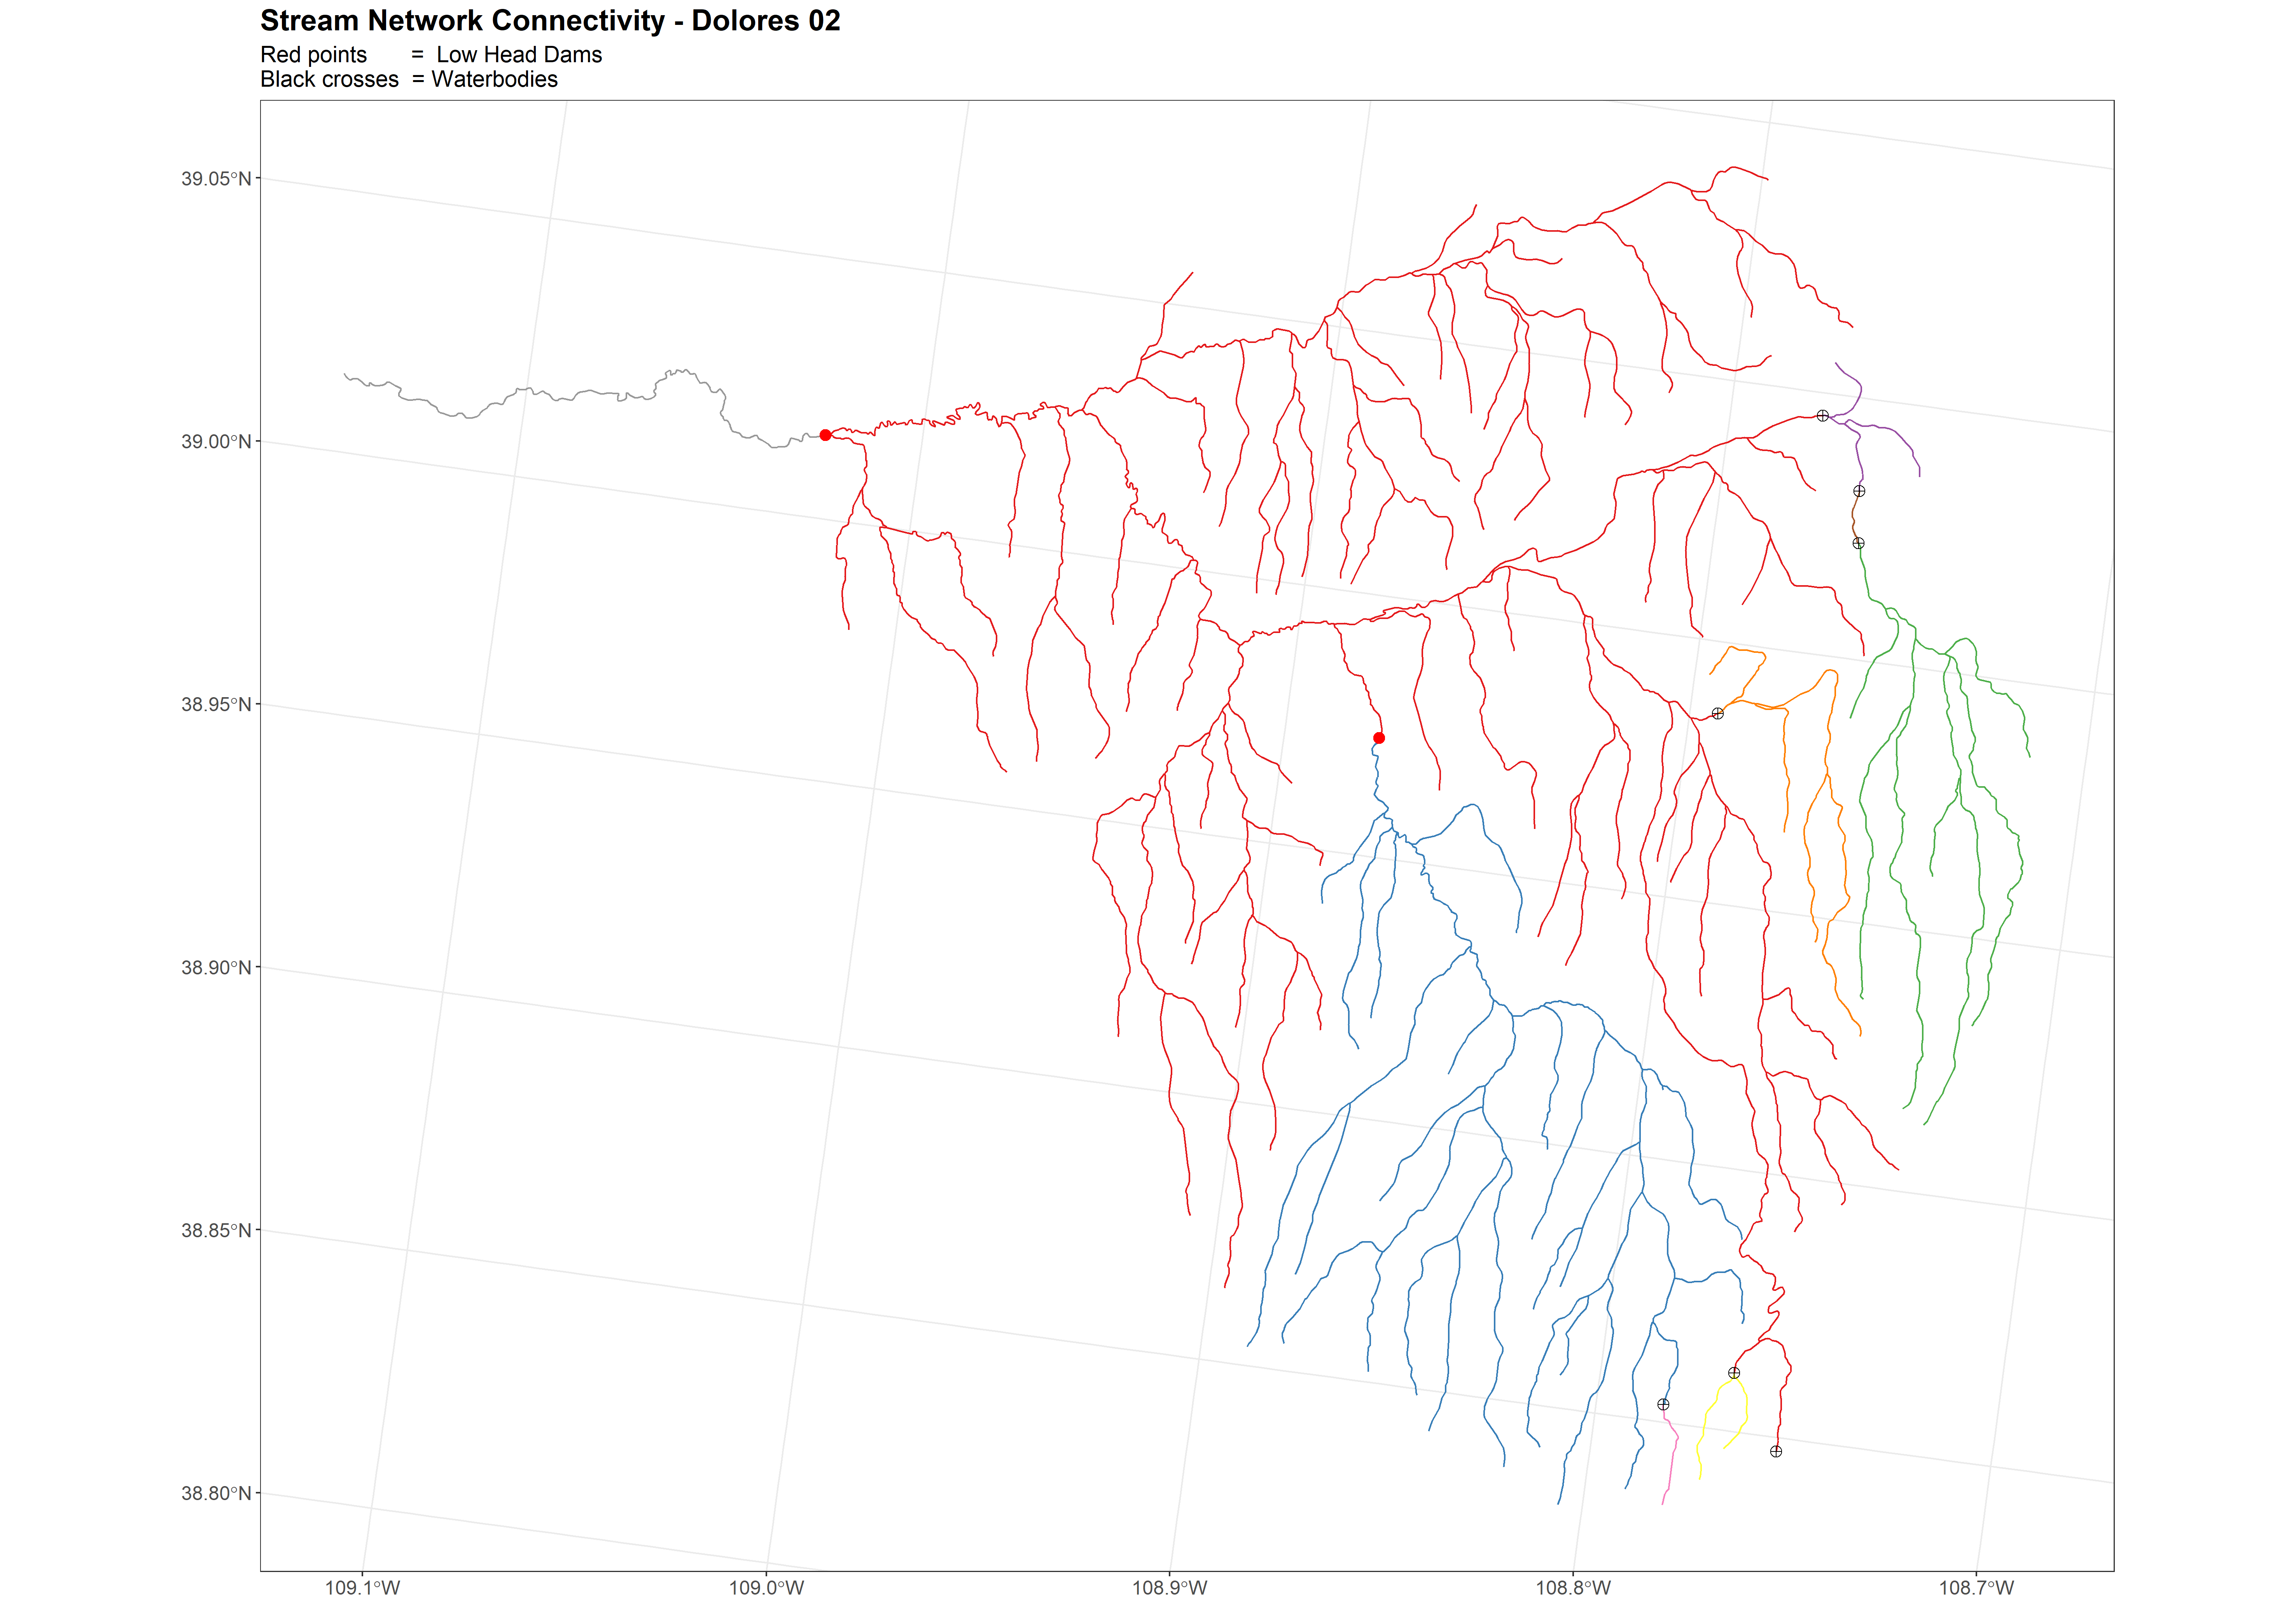 Stream Network Connectivity - Dolores 02
Red points = Low Head Dams
Black crosses = Waterbodies
39.05°N
39.00°N
38.95°N
38.90°N
38.85°N
38.80°N
109.1°W
109.0°W
108.9°W
108.8°W
108.7°W